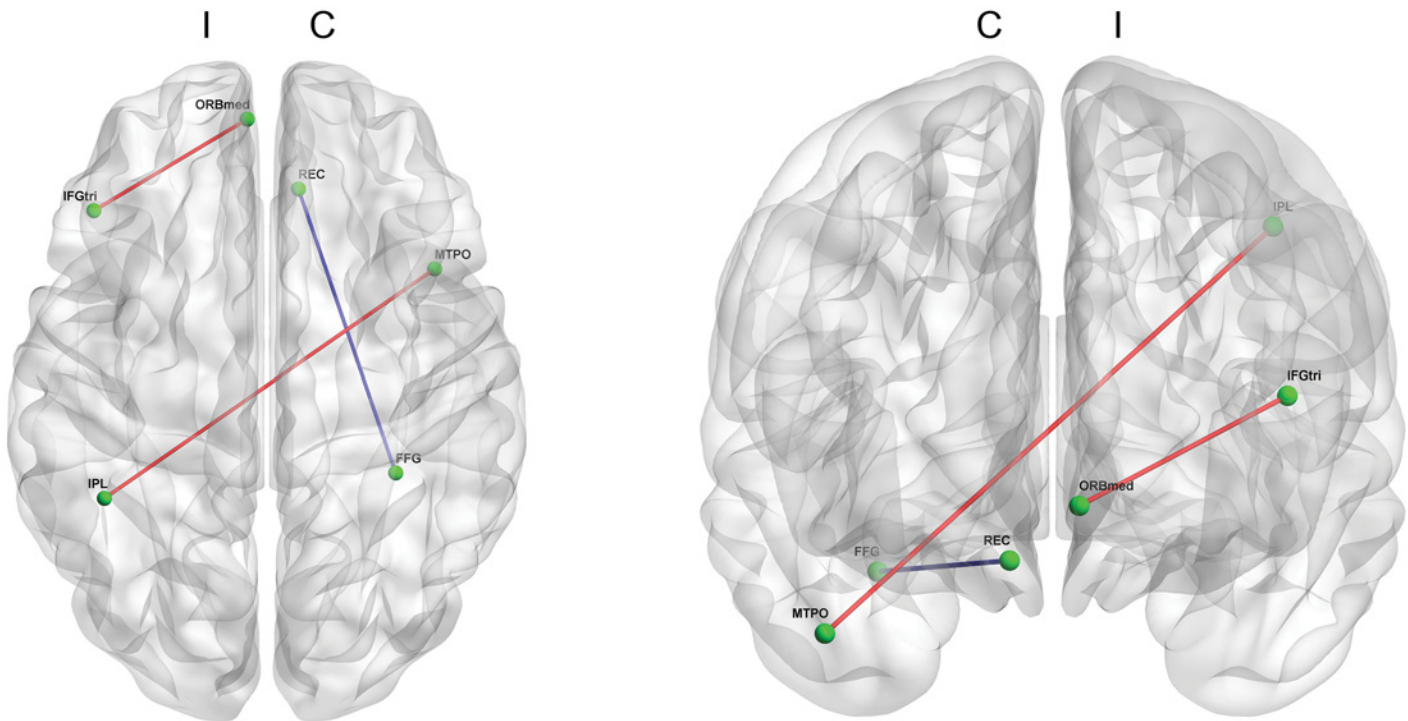 I C
ORBmed
IFGtri
REC
MTPO
FFG
IPL
C I
IPL
IFGtri
ORBmed
REC
FFG
MTPO